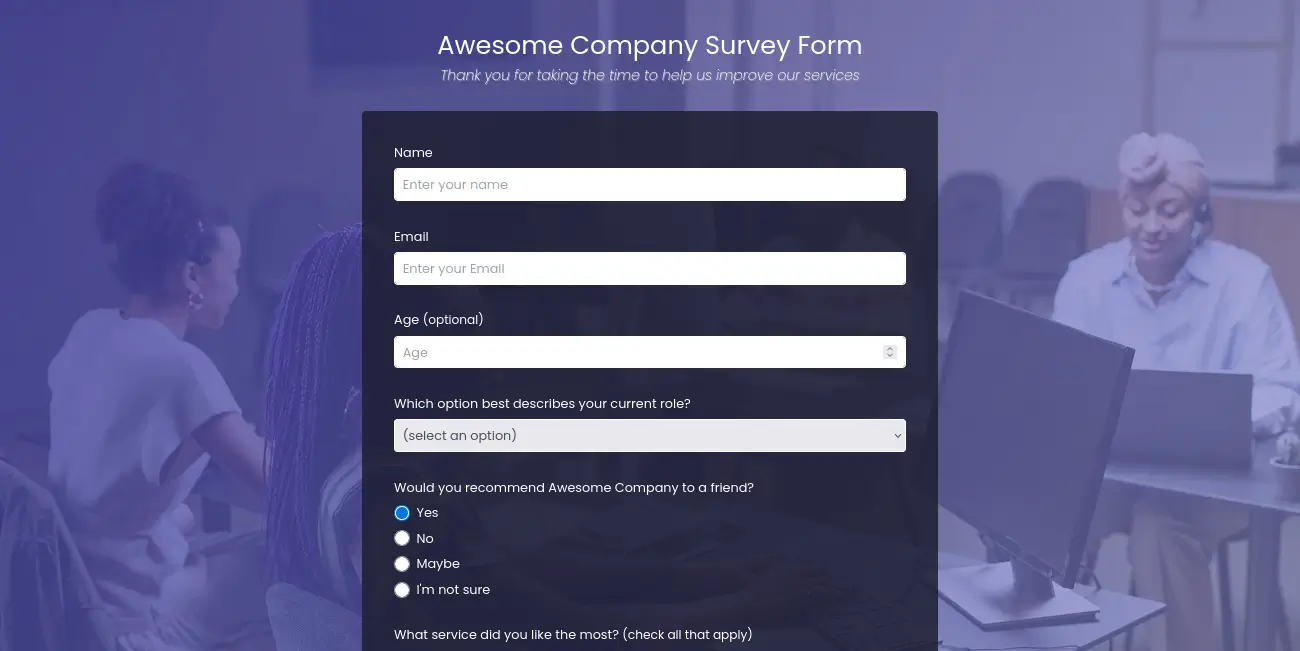 Awesome Company Survey Form
Thank you for taking the time to help us improve our services
Name
Enter your name
Email
Enter your Email
Age (optional)
Age
Which option best describes your current role?
(select an option)
Would you recommend Awesome Company to a friend?
Yes
No
Maybe
I'm not sure
What service did you like the most? (check all that apply)